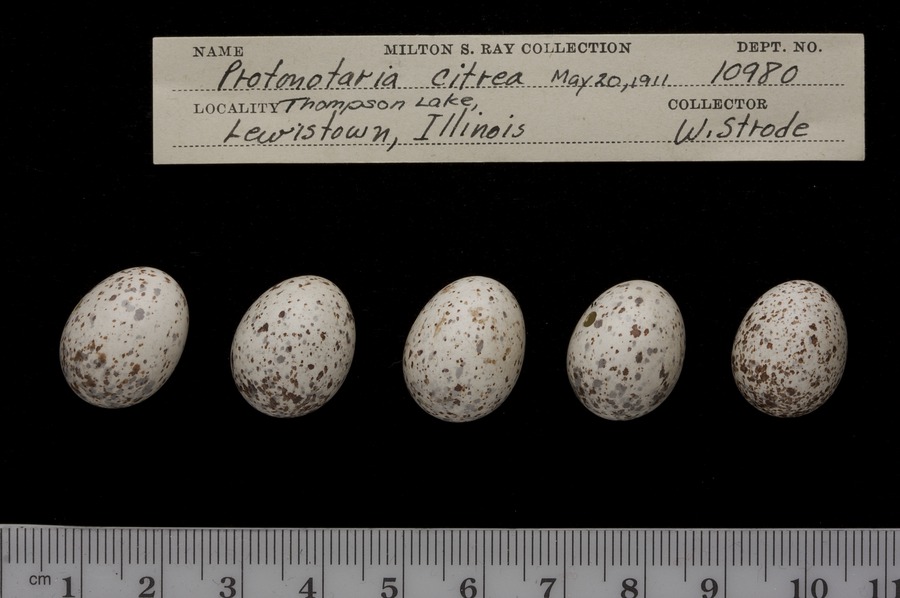 NAME MILTON S. RAY COLLECTION DEPT. NO.
Protonotaria citrea May 20, 1911 10980
LOCALITY Thompson Lake, COLLECTOR
Lewistown, Illinois W. Strode
cm 1 2 3 4 5 6 7 8 9 10 11